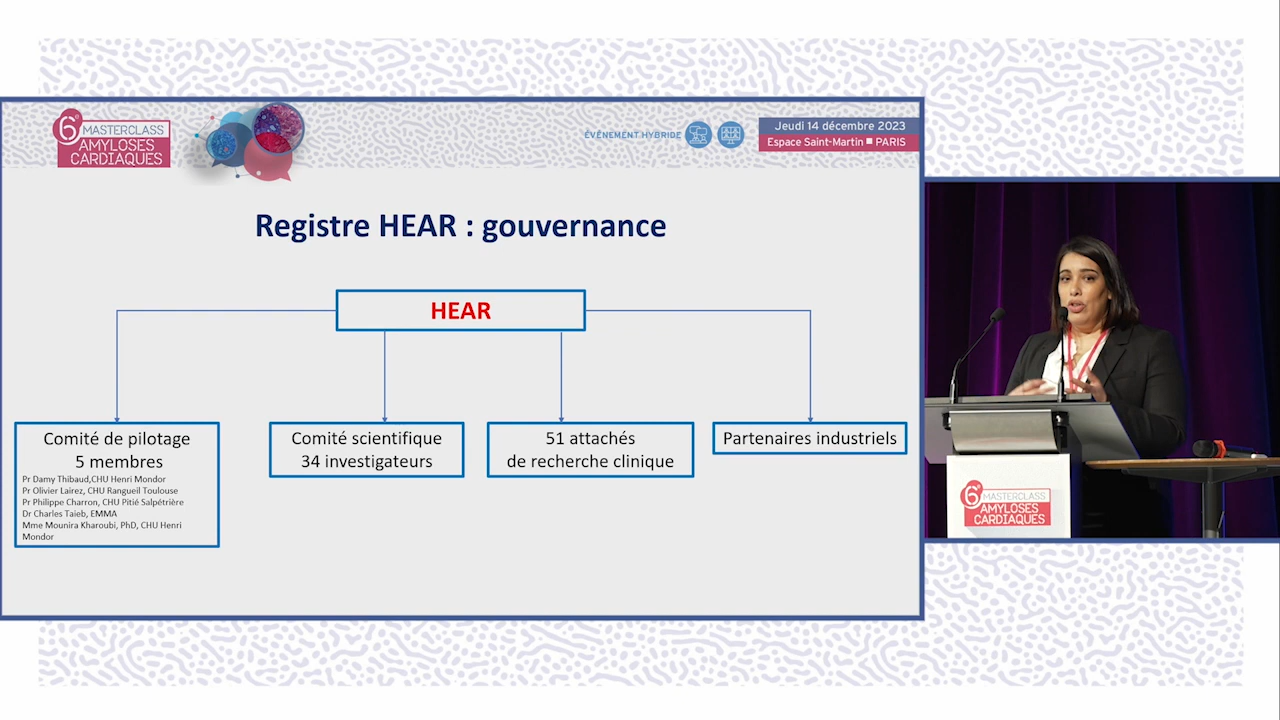 6e MASTERCLASS
AMYLOSES
CARDIAQUES
ÉVÉNEMENT HYBRIDE
Jeudi 14 décembre 2023
Espace Saint-Martin ■ PARIS
Registre HEAR : gouvernance
HEAR
Comité de pilotage
5 membres
Pr Damy Thibaud,CHU Henri Mondor
Pr Olivier Lairez, CHU Rangueil Toulouse
Pr Philippe Charron, CHU Pitié Salpétrière
Dr Charles Taieb, EMMA
Mme Mounira Kharoubi, PhD, CHU Henri
Mondor
Comité scientifique
34 investigateurs
51 attachés
de recherche clinique
Partenaires industriels
6e MASTERCLASS
AMYLOSES
CARDIAQUES